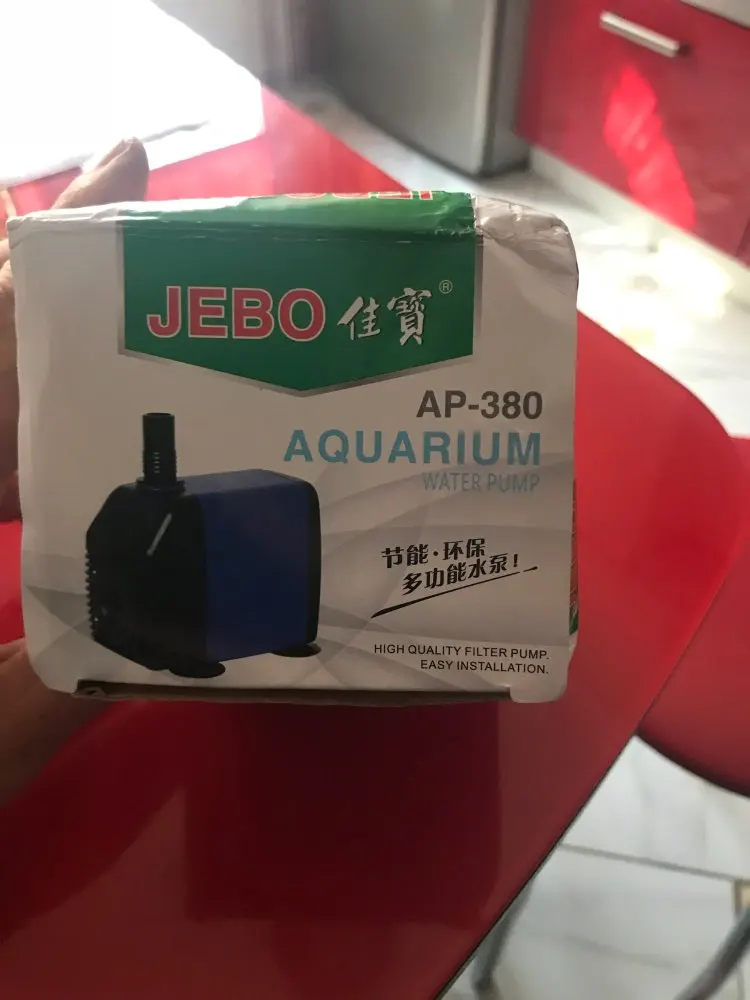 JEBO 佳寶®
AP-380
AQUARIUM
WATER PUMP
节能·环保
多功能水泵!
HIGH QUALITY FILTER PUMP.
EASY INSTALLATION.